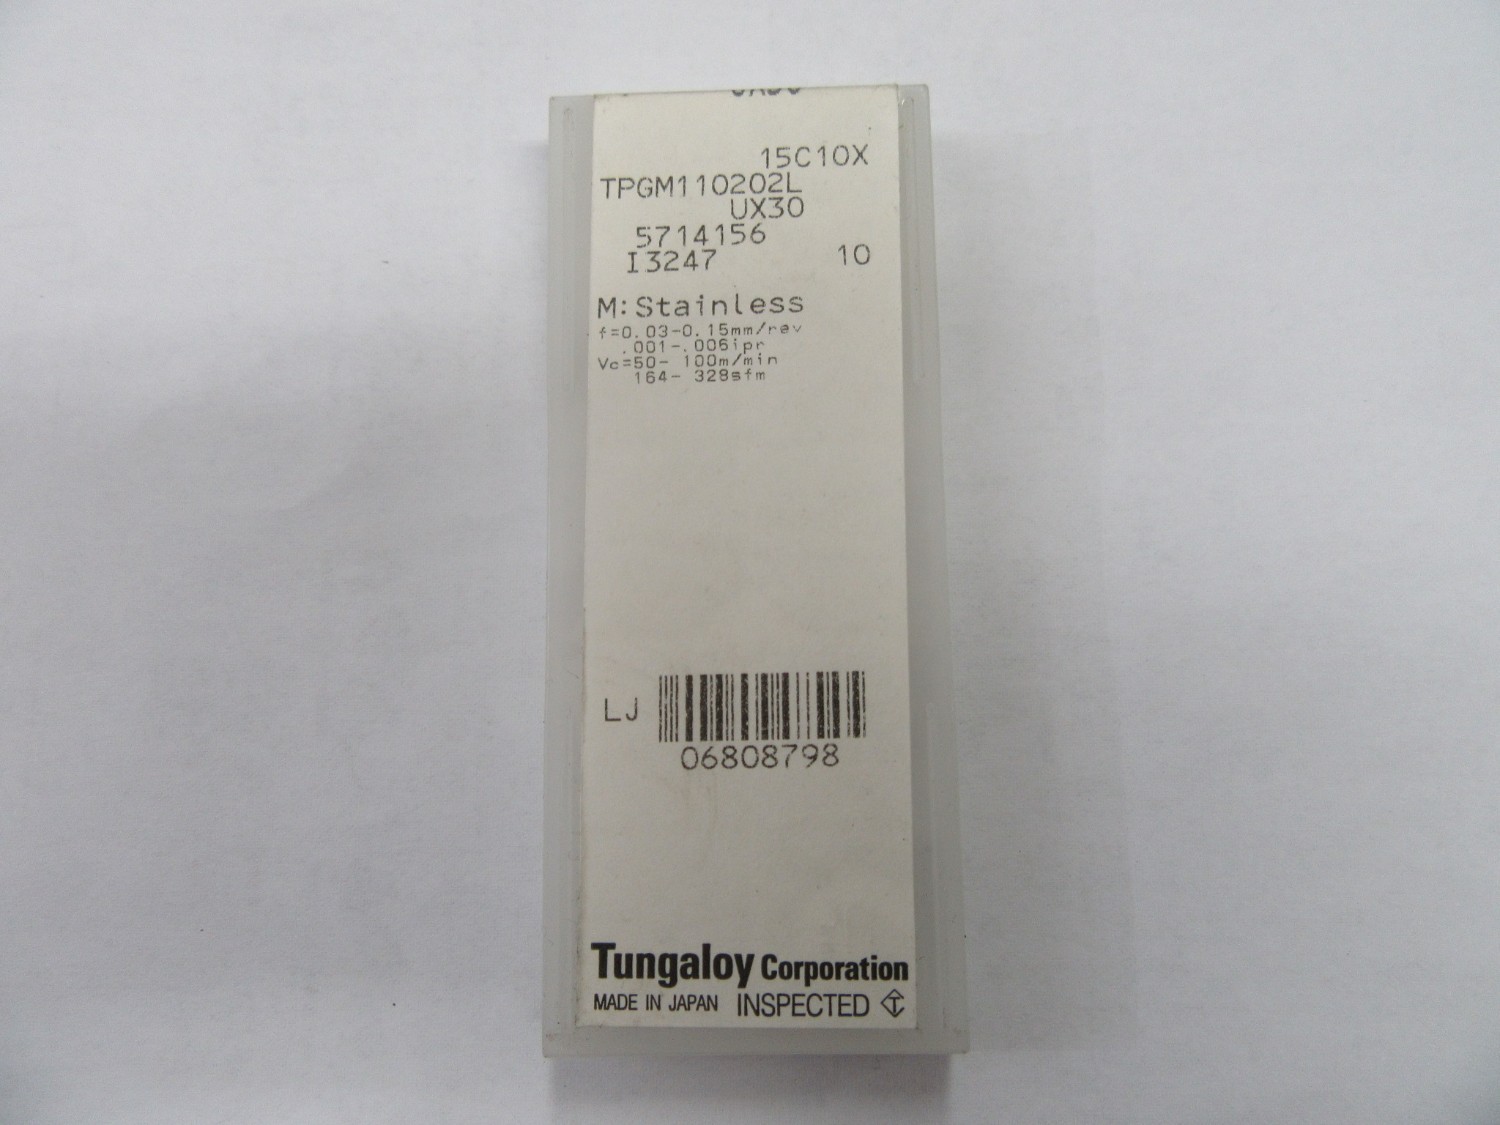 15C10X
TPGM110202L
UX30
5714156
I3247 10
M:Stainless
f=0.03-0.15mm/rev
.001-.006ipr
Vc=50- 100m/min
164- 328sfm
LJ
06808798
Tungaloy Corporation
MADE IN JAPAN INSPECTED